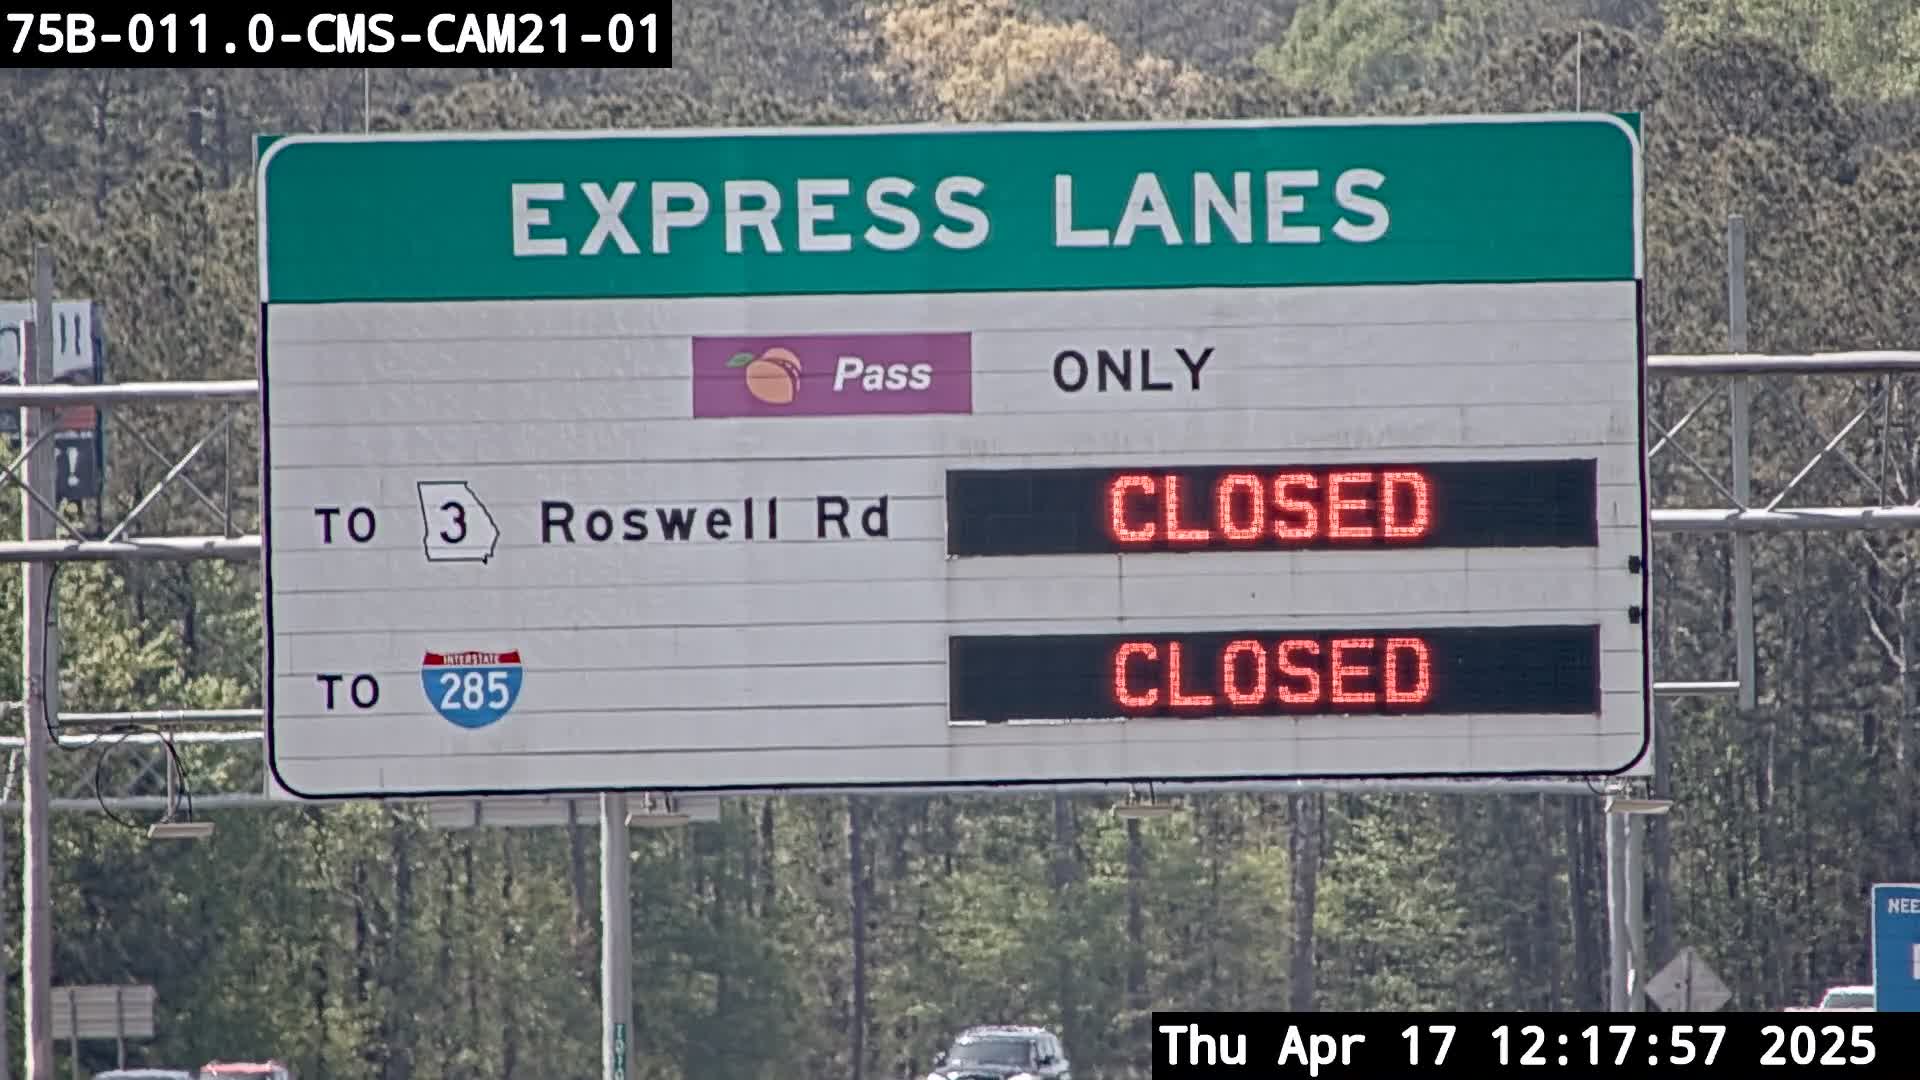 75B-011.0-CMS-CAM21-01
EXPRESS LANES
Pass ONLY
TO 3 Roswell Rd CLOSED
INTERSTATE
TO 285 CLOSED
NEE
Thu Apr 17 12:17:57 2025